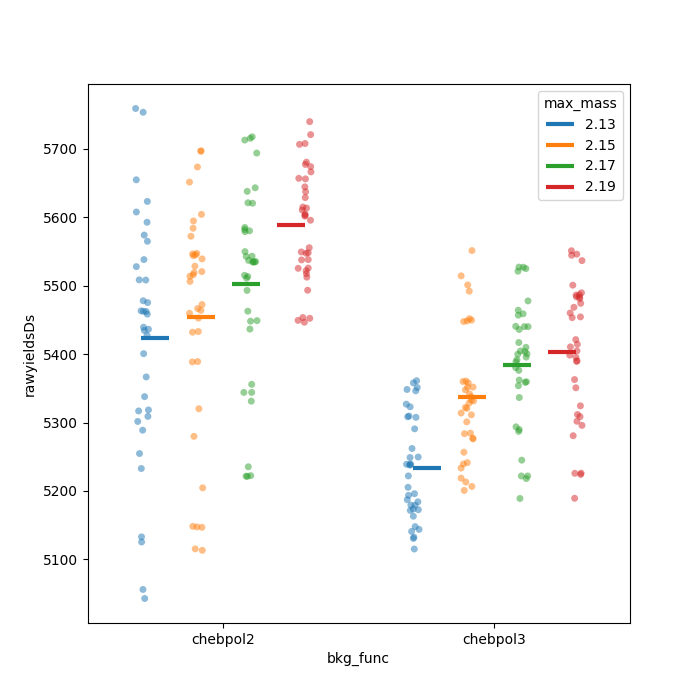 max_mass
2.13
2.15
2.17
2.19
5700
5600
5500
5400
5300
5200
5100
rawyieldsDs
chebpol2
chebpol3
bkg_func